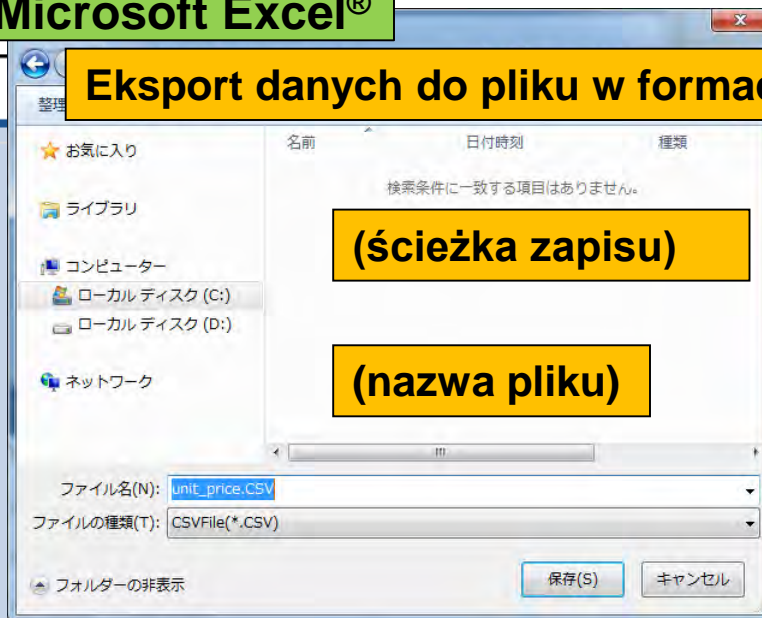 Microsoft Excel®
Eksport danych do pliku w
整理
お気に入り
名前 日付時刻 種類
検索条件に一致する項目はありません。
ライブラリ
(ścieżka zapisu)
コンピューター
ローカル ディスク (C:)
ローカル ディスク (D:)
ネットワーク
(nazwa pliku)
ファイル名(N): unit_price.CSV
ファイルの種類(T): CSVFile(*.CSV)
フォルダーの非表示 保存(S) キャンセル